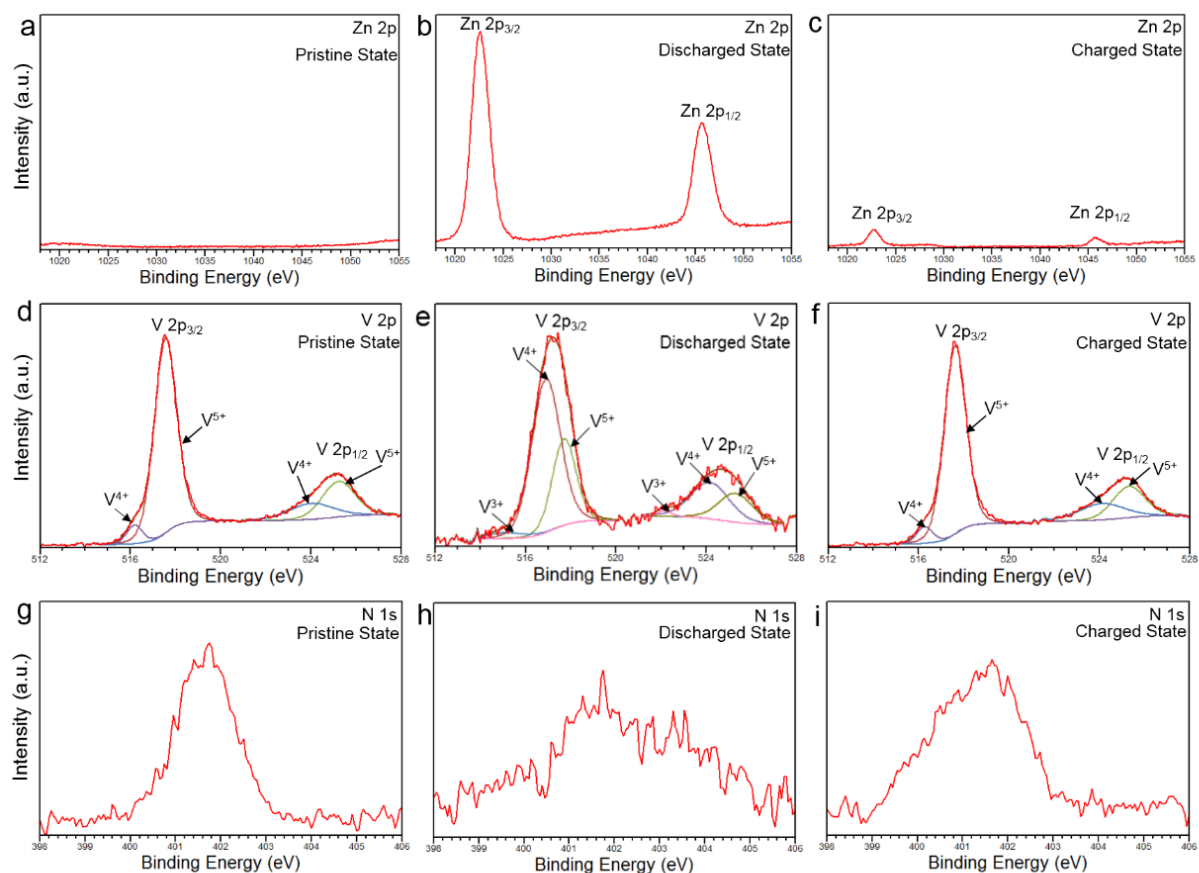 a
Zn 2p
Pristine State
Intensity (a.u.)
1020 1025 1030 1035 1040 1045 1050 1055
Binding Energy (eV)
b
Zn 2p
Discharged State
Zn 2p3/2
Zn 2p1/2
1020 1025 1030 1035 1040 1045 1050 1055
Binding Energy (eV)
c
Zn 2p
Charged State
Zn 2p3/2
Zn 2p1/2
1020 1025 1030 1035 1040 1045 1050 1055
Binding Energy (eV)
d
V 2p
Pristine State
V 2p3/2
V5+
V4+
V 2p1/2
V4+
V5+
Intensity (a.u.)
512 516 520 524 528
Binding Energy (eV)
e
V 2p
Discharged State
V 2p3/2
V4+
V5+
V3+
V 2p1/2
V4+
V5+
V3+
512 516 520 524 528
Binding Energy (eV)
f
V 2p
Charged State
V 2p3/2
V5+
V4+
V 2p1/2
V4+
V5+
512 516 520 524 528
Binding Energy (eV)
g
N 1s
Pristine State
Intensity (a.u.)
398 399 400 401 402 403 404 405 406
Binding Energy (eV)
h
N 1s
Discharged State
398 399 400 401 402 403 404 405 406
Binding Energy (eV)
i
N 1s
Charged State
398 399 400 401 402 403 404 405 406
Binding Energy (eV)